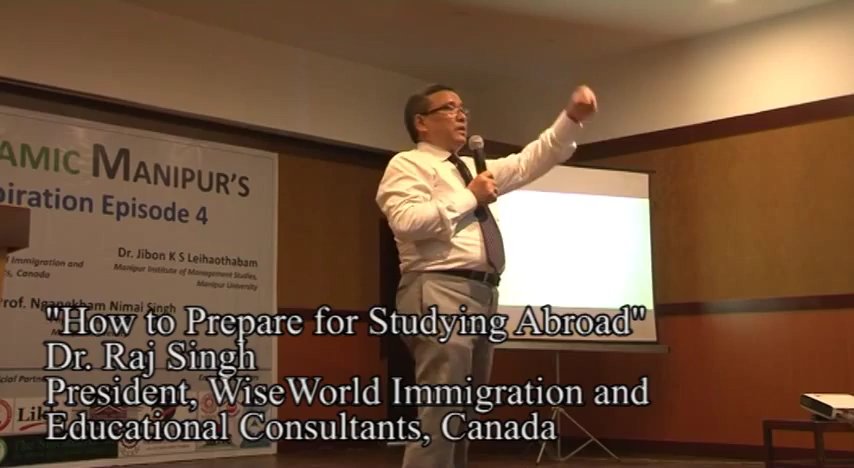 AMIC MANIPUR'S
piration Episode 4
Immigration and
, Canada
Dr. Jibon K S Leihaothabam
Manipur Institute of Management Studies,
Manipur University
Prof. Ngangkham Nimai Singh
"How to Prepare for Studying Abroad"
Dr. Raj Singh
President, WiseWorld Immigration and
Educational Consultants, Canada
cial Partn